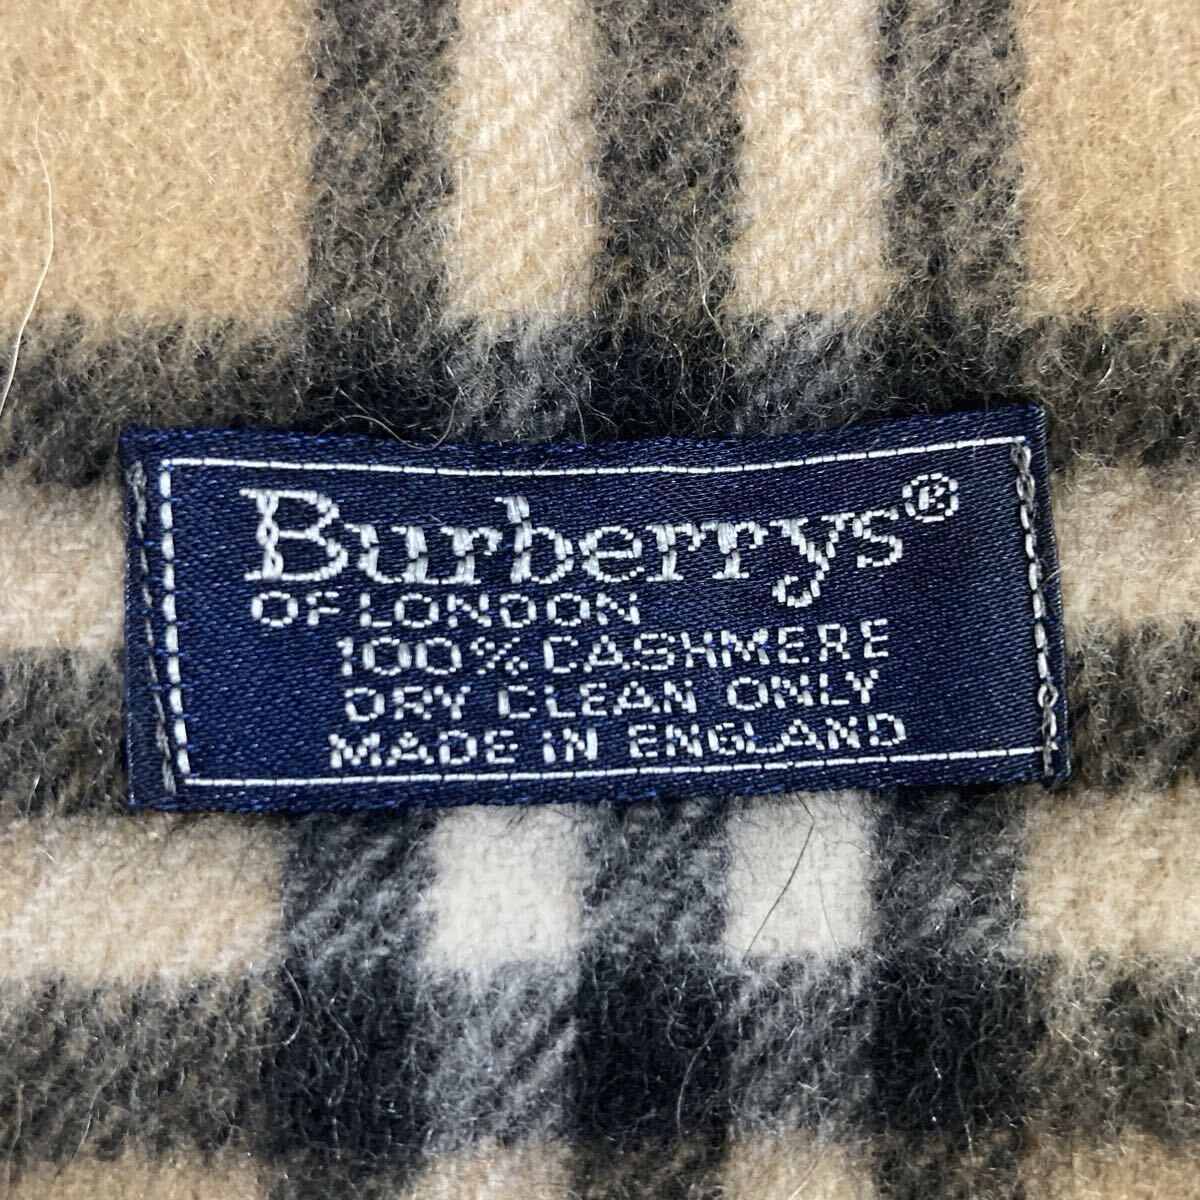 Burberrys®
OF LONDON
100% CASHMERE
DRY CLEAN ONLY
MADE IN ENGLAND